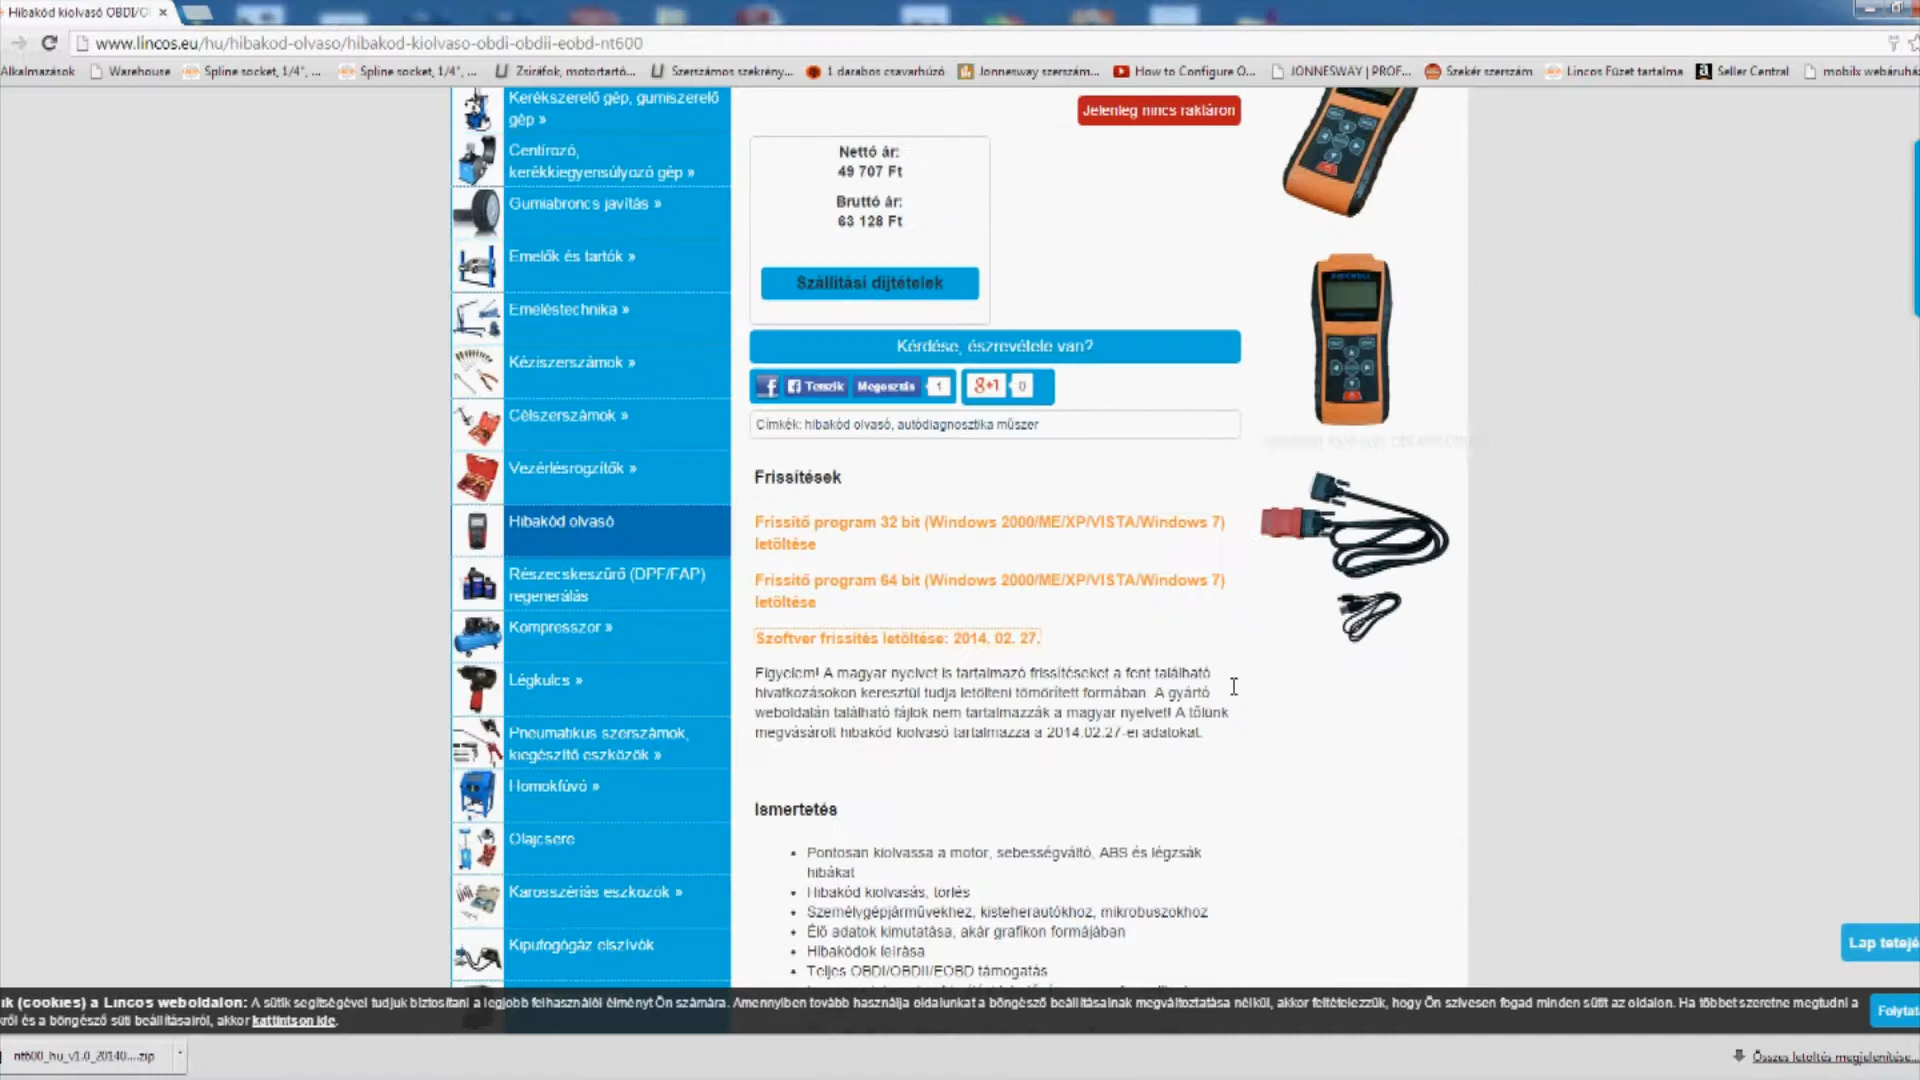 Hibakód kiolvasó OBDI/O
www.lincos.eu/hu/hibakod-olvaso/hibakod-kiolvaso-obdi-obdii-eobd-nt600
Alkalmazások
Warehouse
Spline socket, 1/4", ...
Spline socket, 1/4", ...
Zsiráfok, motortartó...
Szerszámos szekrény...
1 darabos csavarhúzó
Jonnesway szerszám...
How to Configure O...
JONNESWAY | PROF...
Szekér szerszám
Lincos Füzet tartalma
Seller Central
mobilx webáruház
Kerékszerelő gép, gumiszerelő
gép »
Centírozó,
kerékkiegyensúlyozó gép »
Gumiabroncs javítás »
Emelők és tartók »
Emeléstechnika »
Kéziszerszámok »
Célszerszámok »
Vezérlésrögzítők »
Hibakód olvasó
Részecskeszűrő (DPF/FAP)
regenerálás
Kompresszor »
Légkulcs »
Pneumatikus szerszámok,
kiegészítő eszközök »
Homokfúvó »
Olajcsere
Karosszériás eszközök »
Kipufogógáz elszívók
Jelenleg nincs raktáron
Nettó ár:
49 707 Ft
Bruttó ár:
63 128 Ft
Szállítási díjtételek
Kérdése, észrevétele van?
Tetszik
Megosztás
1
g+1
0
Címkék: hibakód olvasó, autódiagnosztika műszer
Frissítések
Frissítő program 32 bit (Windows 2000/ME/XP/VISTA/Windows 7)
letöltése
Frissítő program 64 bit (Windows 2000/ME/XP/VISTA/Windows 7)
letöltése
Szoftver frissítés letöltése: 2014. 02. 27.
Figyelem! A magyar nyelvet is tartalmazó frissítéseket a fent található
hivatkozásokon keresztül tudja letölteni tömörített formában. A gyártó
weboldalán található fájlok nem tartalmazzák a magyar nyelvet! A tőlünk
megvásárolt hibakód kiolvasó tartalmazza a 2014.02.27-ei adatokat.
Ismertetés
• Pontosan kiolvassa a motor, sebességváltó, ABS és légzsák
hibákat
• Hibakód kiolvasás, törlés
• Személygépjárművekhez, kisteherautókhoz, mikrobuszokhoz
• Élő adatok kimutatása, akár grafikon formájában
• Hibakódok leírása
• Teljes OBDI/OBDII/EOBD támogatás
FOXWELL
Lap tetejé
ik (cookies) a Lincos weboldalon: A sütik segítségével tudjuk biztosítani a legjobb felhasználói élményt Ön számára. Amennyiben tovább használja oldalunkat a böngésző beállításainak megváltoztatása nélkül, akkor feltételezzük, hogy Ön szívesen fogad minden sütit az oldalon. Ha többet szeretne megtudni a
król és a böngésző süti beállításairól, akkor kattintson ide.
Folytat
nt600_hu_v1.0_20140....zip
Összes letöltés megjelenítése...